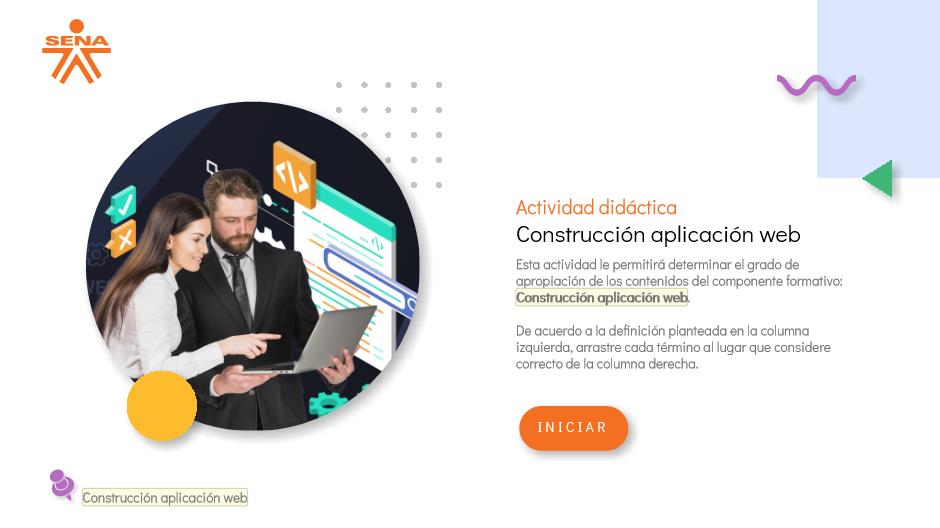 SENA
Actividad didáctica
Construcción aplicación web
Esta actividad le permitirá determinar el grado de
apropiación de los contenidos del componente formativo:
Construcción aplicación web.
De acuerdo a la definición planteada en la columna
izquierda, arrastre cada término al lugar que considere
correcto de la columna derecha.
INICIAR
Construcción aplicación web